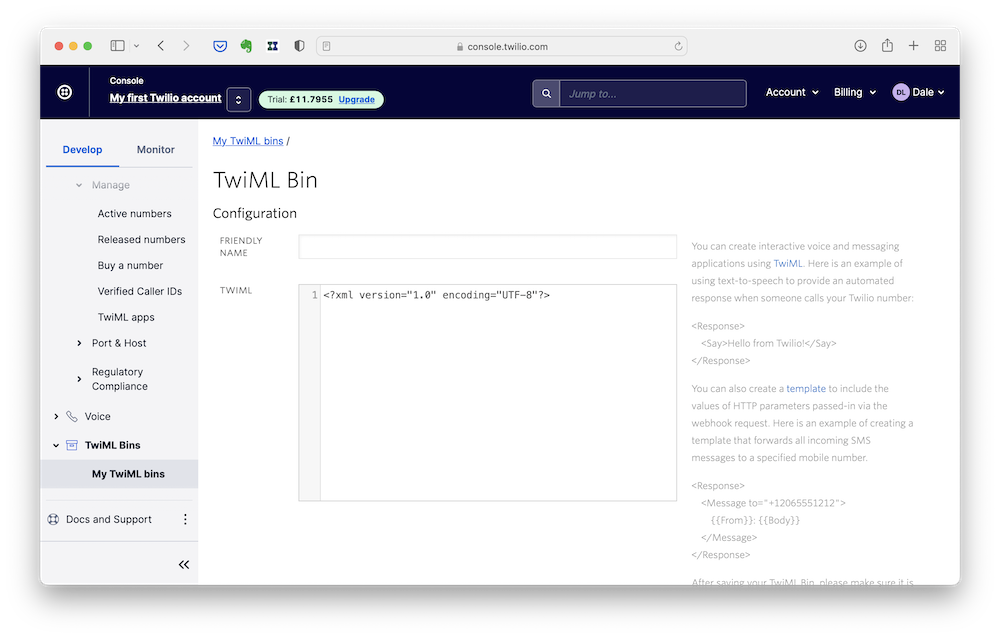 console.twilio.com
Console
My first Twilio account
Trial: £11.7955 Upgrade
Jump to...
Account
Billing
DL Dale
Develop Monitor
Manage
Active numbers
Released numbers
Buy a number
Verified Caller IDs
TwiML apps
Port & Host
Regulatory
Compliance
Voice
TwiML Bins
My TwiML bins
Docs and Support
My TwiML bins /
TwiML Bin
Configuration
FRIENDLY
NAME
TWIML
1 <?xml version="1.0" encoding="UTF-8"?>
You can create interactive voice and messaging
applications using TwiML. Here is an example of
using text-to-speech to provide an automated
response when someone calls your Twilio number:
<Response>
<Say>Hello from Twilio!</Say>
</Response>
You can also create a template to include the
values of HTTP parameters passed-in via the
webhook request. Here is an example of creating a
template that forwards all incoming SMS
messages to a specified mobile number.
<Response>
<Message to="+12065551212">
{{From}}: {{Body}}
</Message>
</Response>
After saving your TwiML Bin, please make sure it is